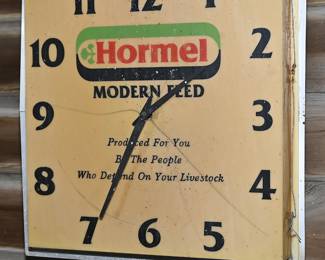 11 12 1
10 Hormel 2
MODERN FEED
9 Produced For You 3
By The People
8 Who Depend On Your Livestock 4
7 6 5